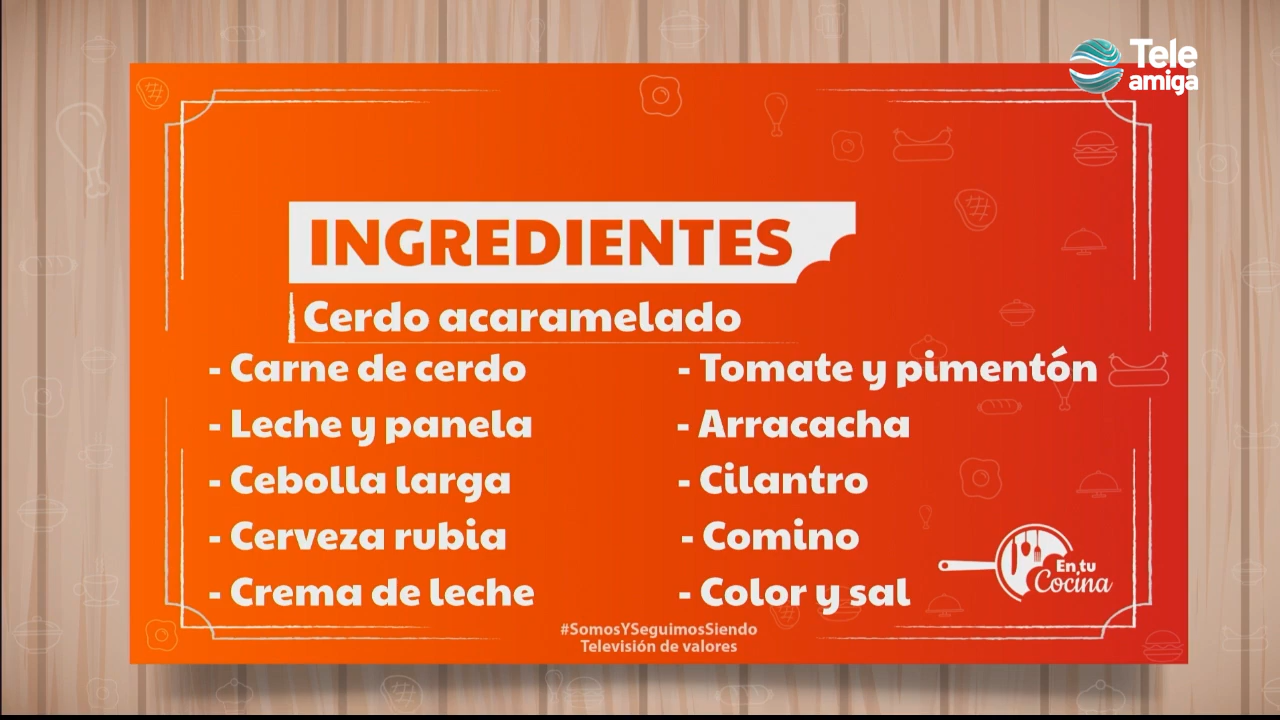 Tele
amiga
INGREDIENTES
Cerdo acaramelado
- Carne de cerdo
- Leche y panela
- Cebolla larga
- Cerveza rubia
- Crema de leche
- Tomate y pimentón
- Arracacha
- Cilantro
- Comino
- Color y sal
En tu
Cocina
#SomosYSeguimosSiendo
Televisión de valores